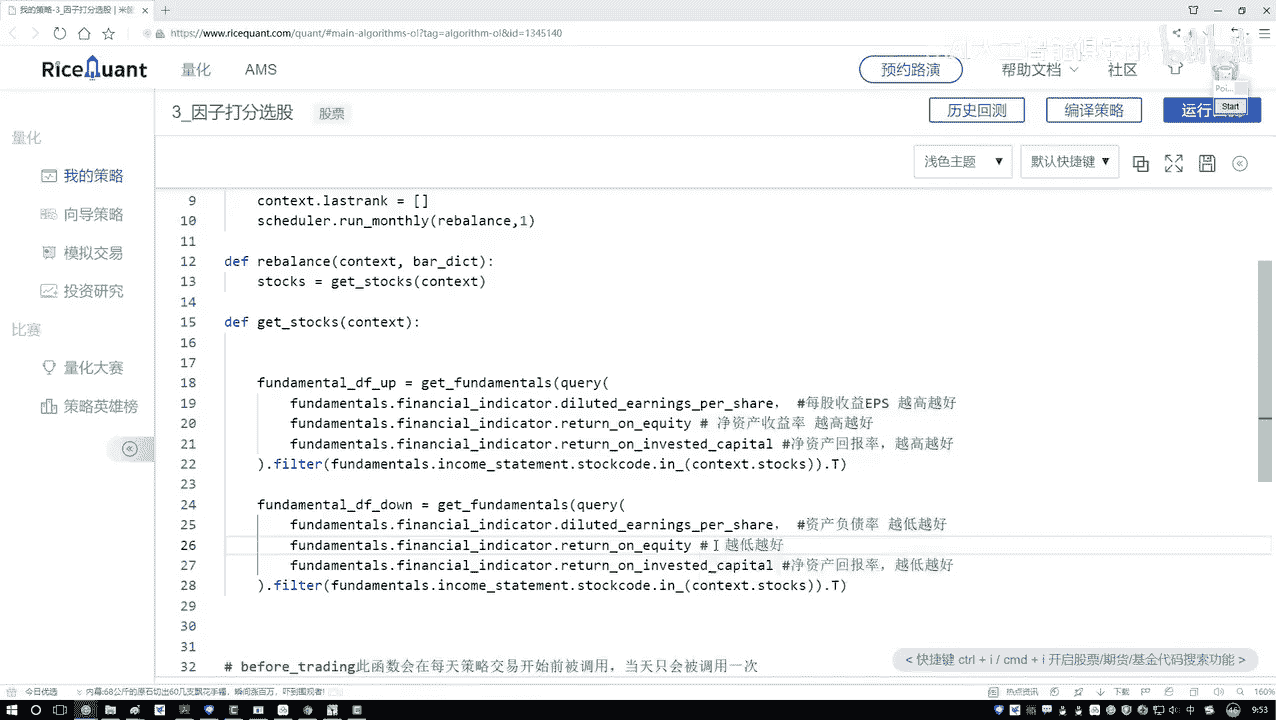 我的策略-3_因子打分选股 | 米
https://www.ricequant.com/quant/#main-algorithms-ol?tag=algorithm-ol&id=1345140
RiceQuant 量化 AMS 预约路演 帮助文档 社区
Poi...
3_因子打分选股 股票 历史回测 编译策略 运行
Start
量化
浅色主题 ▼ 默认快捷键 ▼
我的策略
向导策略
模拟交易
投资研究
比赛
量化大赛
策略英雄榜
9 context.lastrank = []
10 scheduler.run_monthly(rebalance,1)
11
12 def rebalance(context, bar_dict):
13 stocks = get_stocks(context)
14
15 def get_stocks(context):
16
17
18 fundamental_df_up = get_fundamentals(query(
19 fundamentals.financial_indicator.diluted_earnings_per_share， #每股收益EPS 越高越好
20 fundamentals.financial_indicator.return_on_equity # 净资产收益率 越高越好
21 fundamentals.financial_indicator.return_on_invested_capital #净资产回报率，越高越好
22 ).filter(fundamentals.income_statement.stockcode.in_(context.stocks)).T)
23
24 fundamental_df_down = get_fundamentals(query(
25 fundamentals.financial_indicator.diluted_earnings_per_share， #资产负债率 越低越好
26 fundamentals.financial_indicator.return_on_equity # 越低越好
27 fundamentals.financial_indicator.return_on_invested_capital #净资产回报率，越低越好
28 ).filter(fundamentals.income_statement.stockcode.in_(context.stocks)).T)
29
30
31
32 # before_trading此函数会在每天策略交易开始前被调用，当天只会被调用一次
< 快捷键 ctrl + i / cmd + i 开启股票/期货/基金代码搜索功能 >
今日优选 内幕:68公斤的原石切出60几支飘花手镯，瞬间涨百万，吓到围观者! 热点资讯 下载 160%
中 9:53